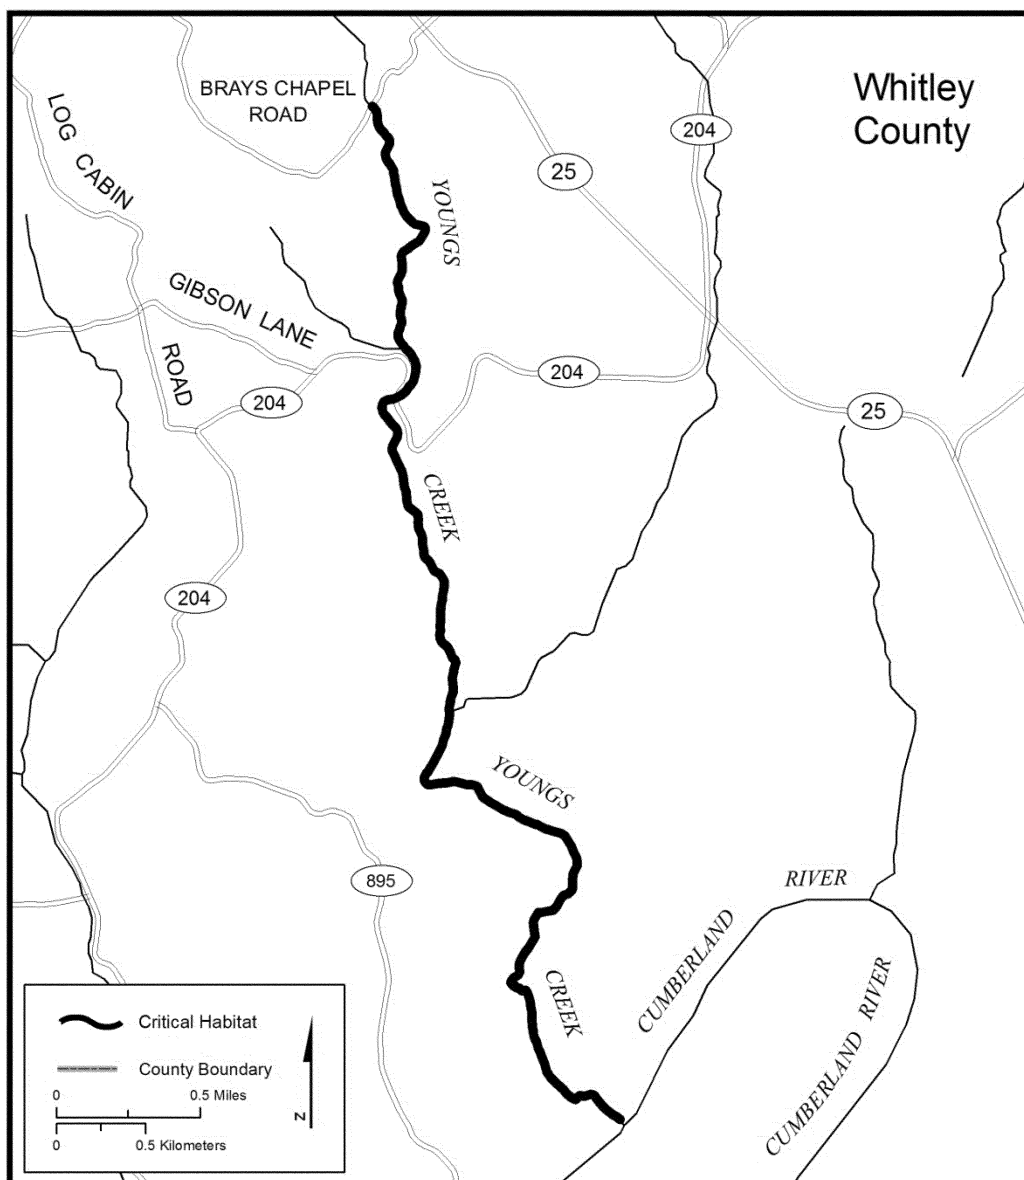 Whitley
County
BRAYS CHAPEL
ROAD
LOG CABIN
ROAD
204
25
YOUNGS
GIBSON LANE
204
204
25
CREEK
204
YOUNGS
895
RIVER
CUMBERLAND
CREEK
CUMBERLAND RIVER
Critical Habitat
County Boundary
0 0.5 Miles
0 0.5 Kilometers
N